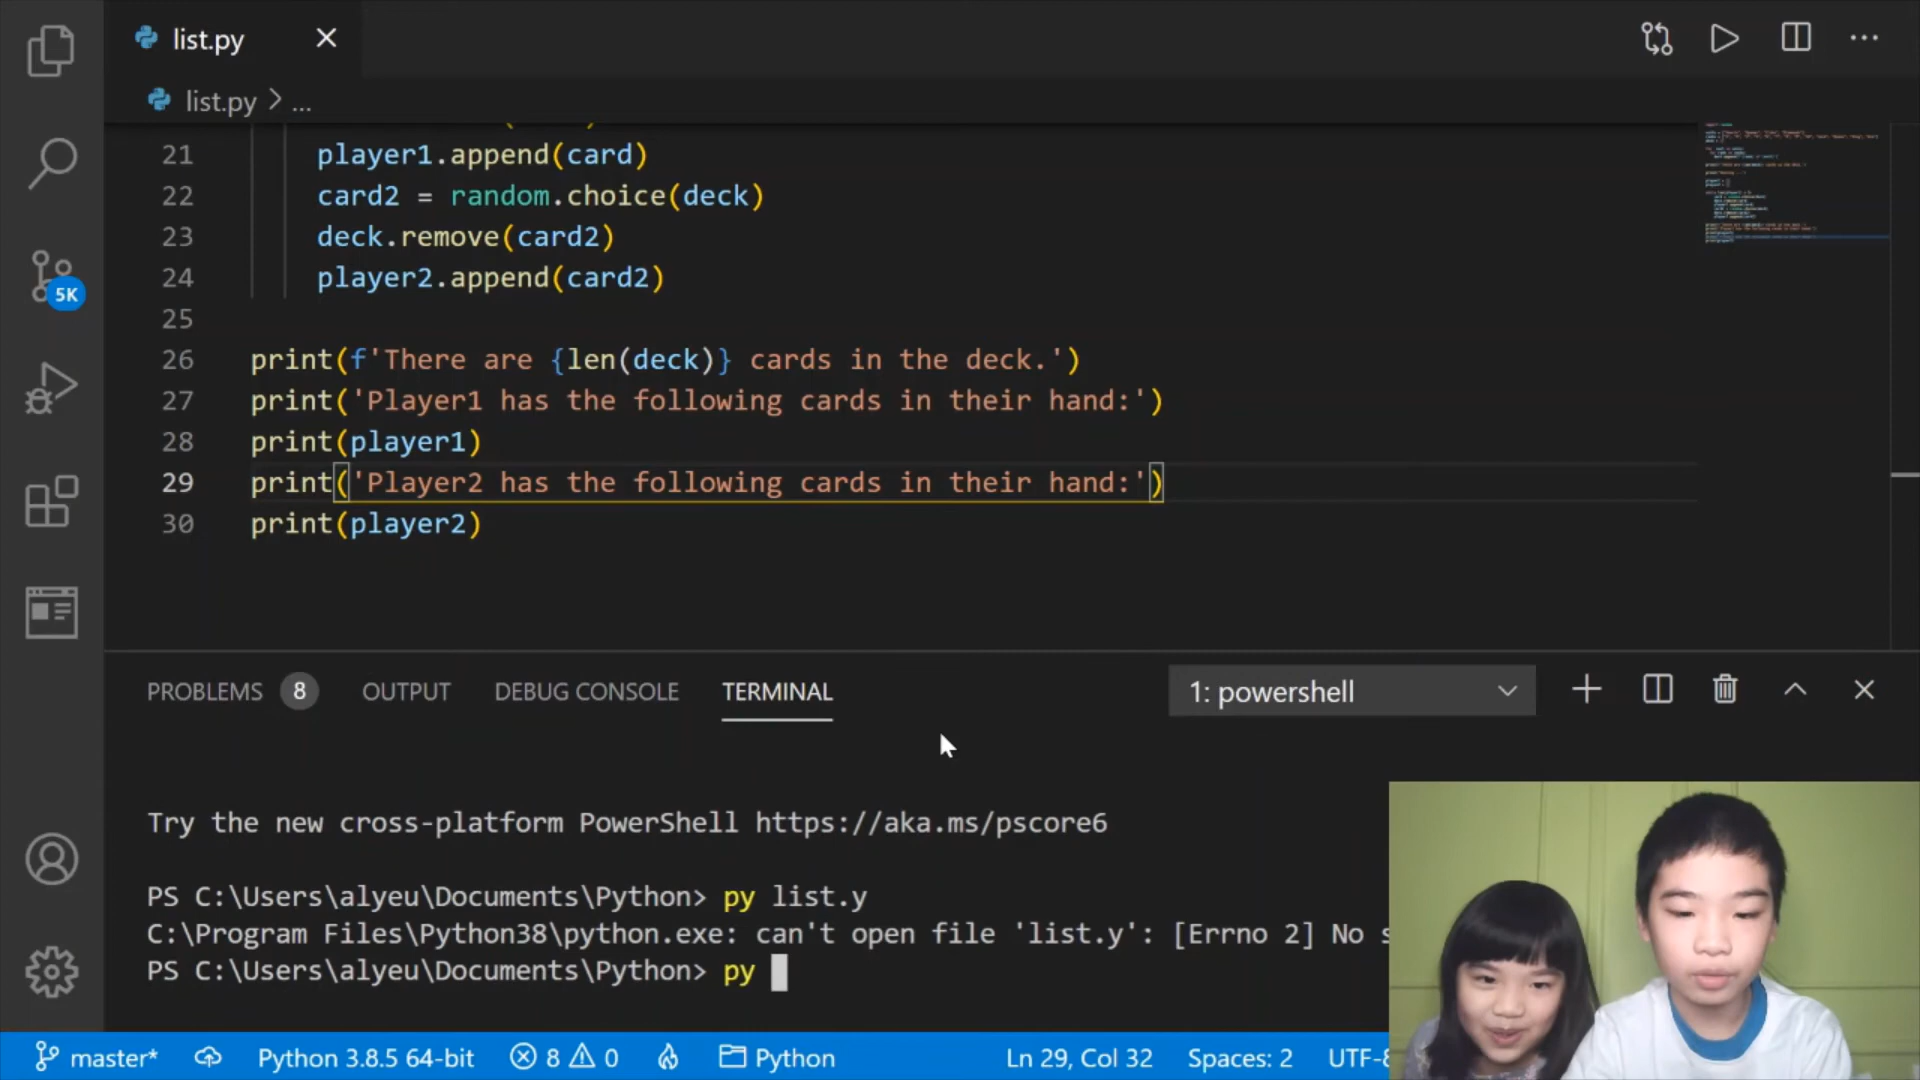 list.py
list.py > ...
21 player1.append(card)
22 card2 = random.choice(deck)
23 deck.remove(card2)
24 player2.append(card2)
25
26 print(f'There are {len(deck)} cards in the deck.')
27 print('Player1 has the following cards in their hand:')
28 print(player1)
29 print('Player2 has the following cards in their hand:')
30 print(player2)
5K
PROBLEMS 8 OUTPUT DEBUG CONSOLE TERMINAL 1: powershell
Try the new cross-platform PowerShell https://aka.ms/pscore6
PS C:\Users\alyeu\Documents\Python> py list.y
C:\Program Files\Python38\python.exe: can't open file 'list.y': [Errno 2] No
PS C:\Users\alyeu\Documents\Python> py
master* Python 3.8.5 64-bit 8 0 Python Ln 29, Col 32 Spaces: 2 UTF-8